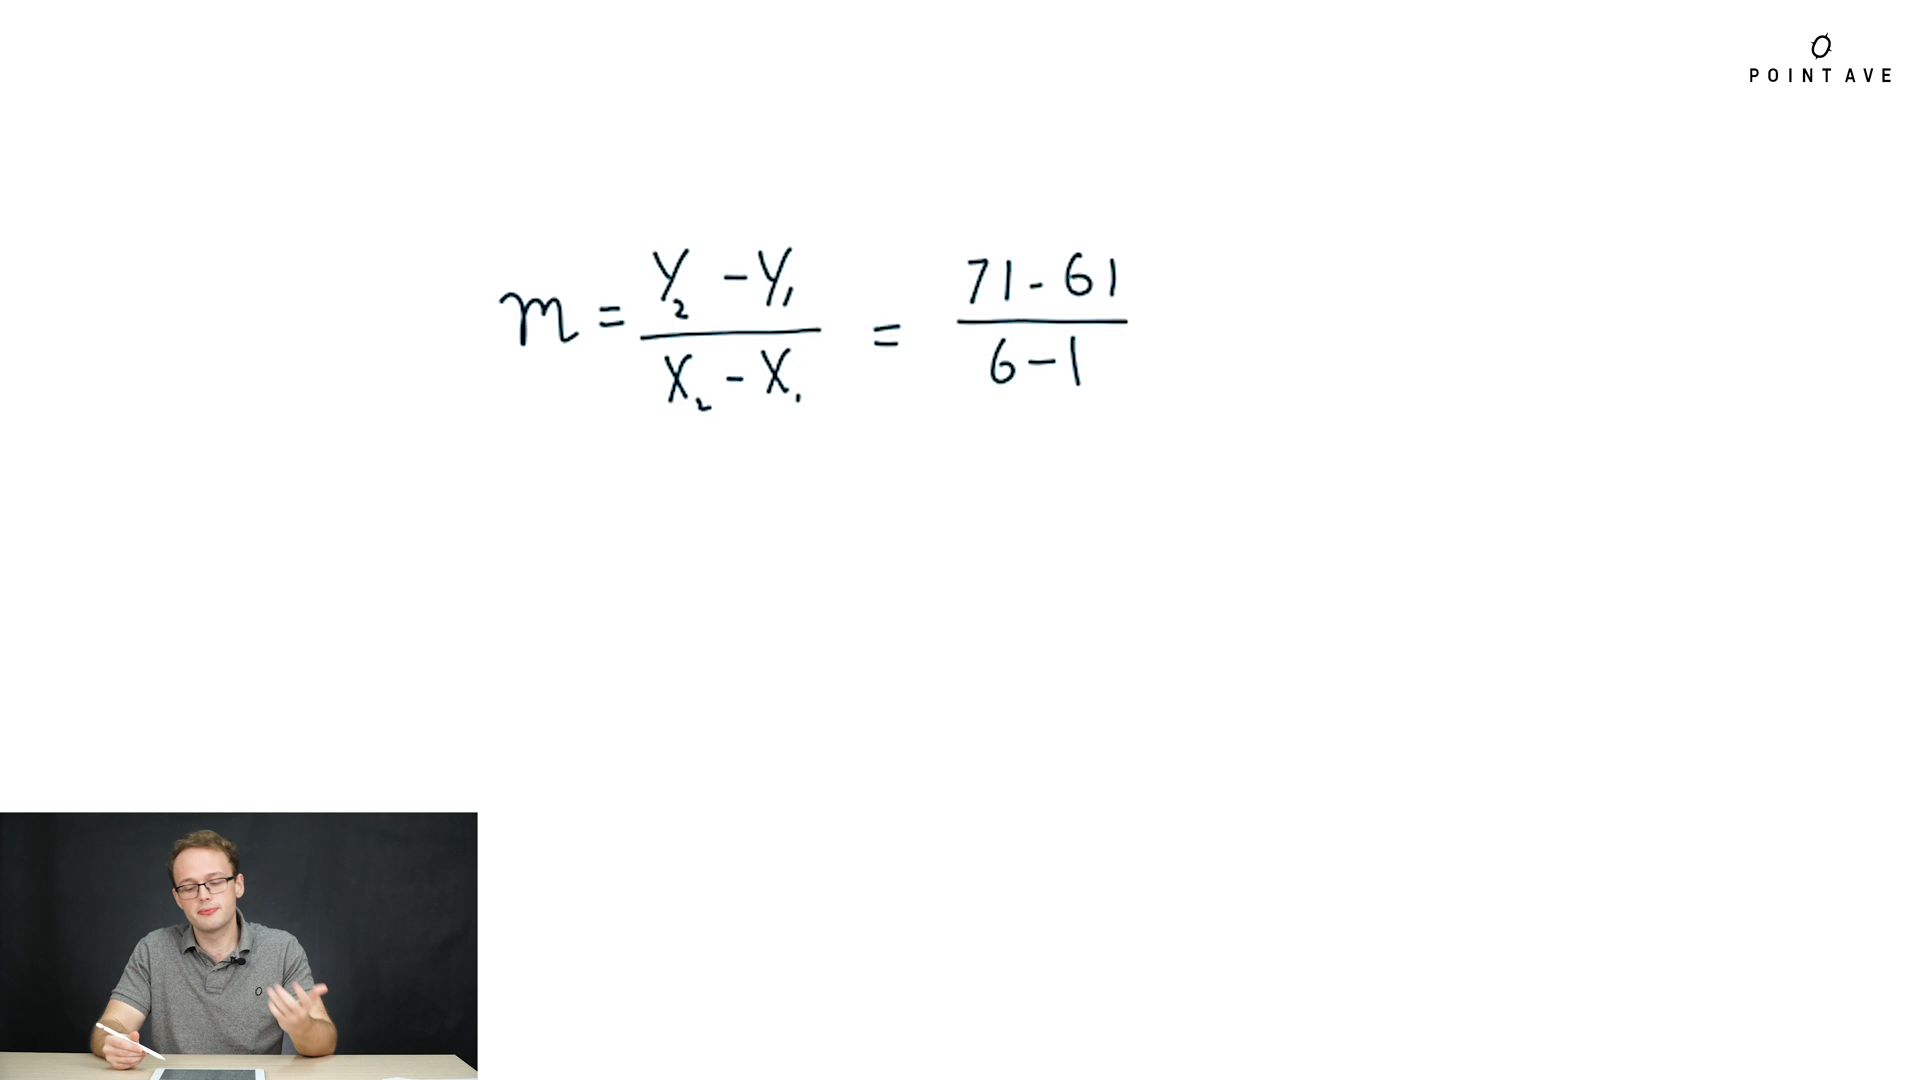 POINT AVE
m = y₂ - y₁ / x₂ - x₁ = 71 - 61 / 6 - 1